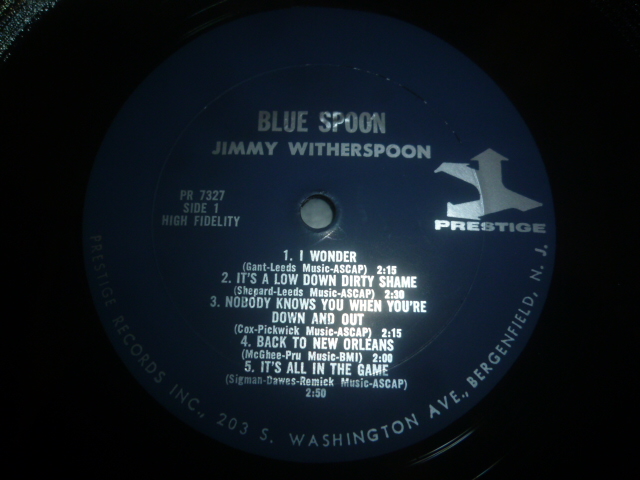 BLUE SPOON
JIMMY WITHERSPOON
PR 7327
SIDE 1
HIGH FIDELITY
PRESTIGE
1. I WONDER
(Gant-Leeds Music-ASCAP) 2:15
2. IT'S A LOW DOWN DIRTY SHAME
(Shepard-Leeds Music-ASCAP) 2:30
3. NOBODY KNOWS YOU WHEN YOU'RE
DOWN AND OUT
(Cox-Pickwick Music-ASCAP) 2:15
4. BACK TO NEW ORLEANS
(McGhee-Pru Music-BMI) 2:00
5. IT'S ALL IN THE GAME
(Sigman-Dawes-Remick Music-ASCAP)
2:50
PRESTIGE RECORDS INC., 203 S. WASHINGTON AVE., BERGENFIELD, N. J.